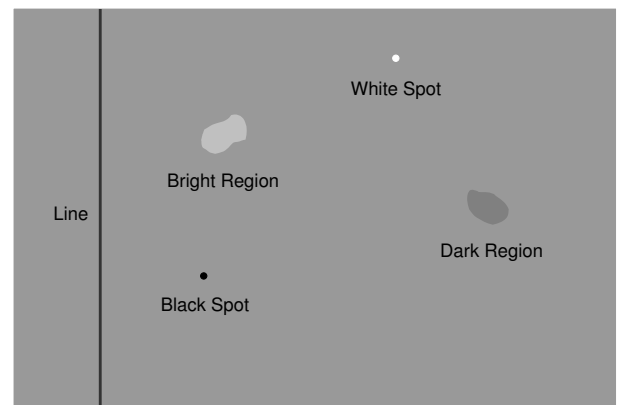 White Spot
Bright Region
Line
Dark Region
Black Spot